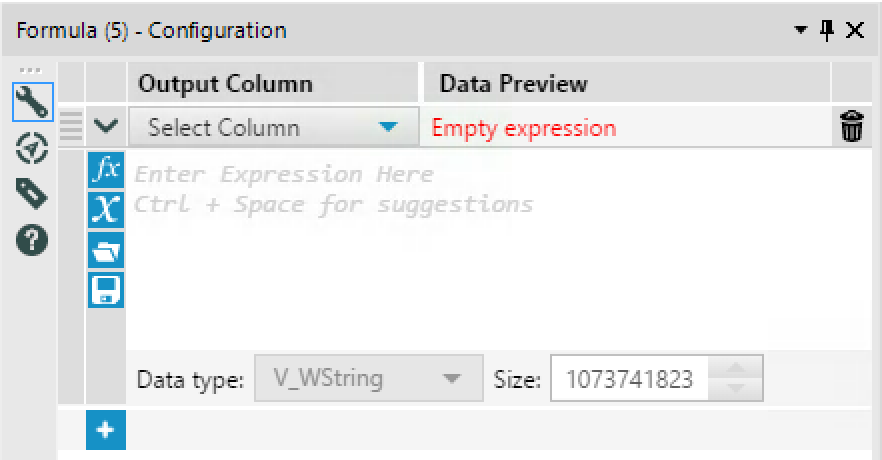 Formula (5) - Configuration
Output Column Data Preview
Select Column Empty expression
fx Enter Expression Here
X Ctrl + Space for suggestions
Data type: V_WString Size: 1073741823